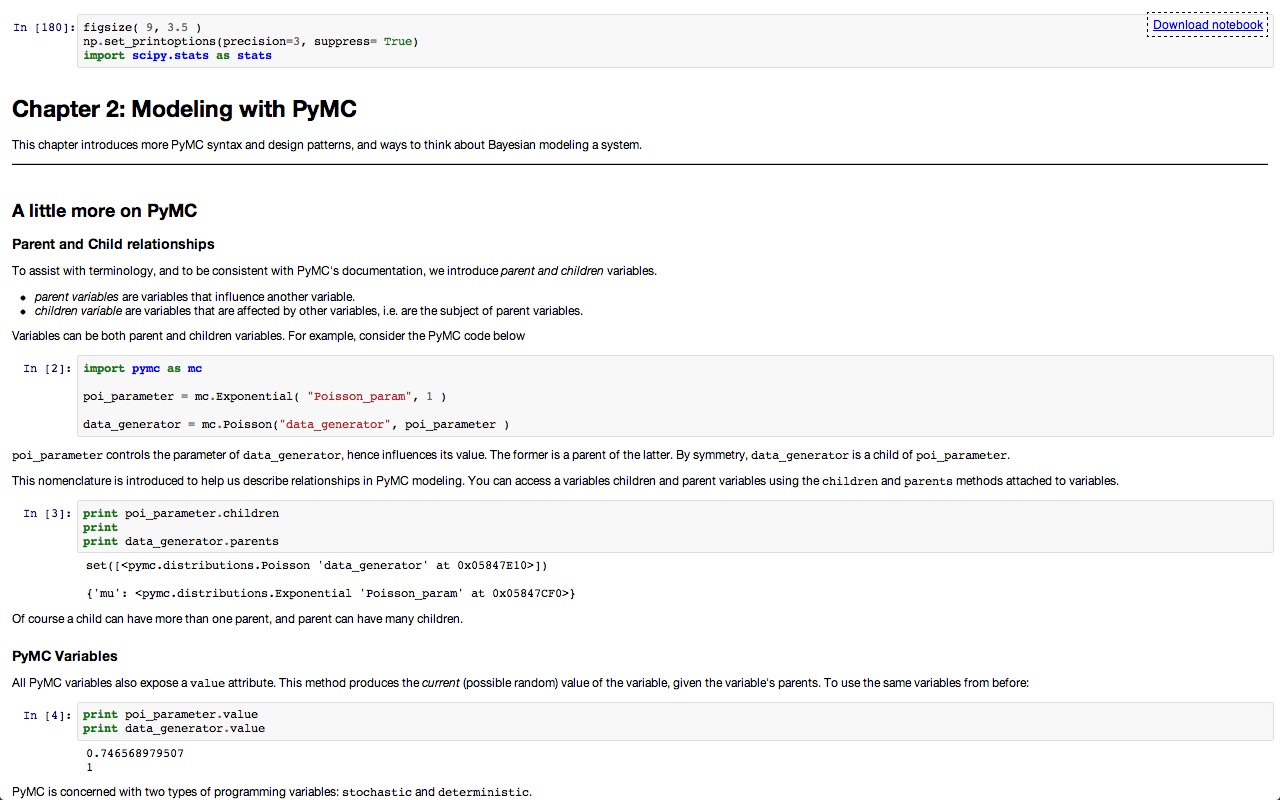 Download notebook
In [180]: figsize( 9, 3.5 )
np.set_printoptions(precision=3, suppress= True)
import scipy.stats as stats
Chapter 2: Modeling with PyMC
This chapter introduces more PyMC syntax and design patterns, and ways to think about Bayesian modeling a system.
A little more on PyMC
Parent and Child relationships
To assist with terminology, and to be consistent with PyMC's documentation, we introduce parent and children variables.
• parent variables are variables that influence another variable.
• children variable are variables that are affected by other variables, i.e. are the subject of parent variables.
Variables can be both parent and children variables. For example, consider the PyMC code below
In [2]: import pymc as mc
poi_parameter = mc.Exponential( "Poisson_param", 1 )
data_generator = mc.Poisson("data_generator", poi_parameter )
poi_parameter controls the parameter of data_generator, hence influences its value. The former is a parent of the latter. By symmetry, data_generator is a child of poi_parameter.
This nomenclature is introduced to help us describe relationships in PyMC modeling. You can access a variables children and parent variables using the children and parents methods attached to variables.
In [3]: print poi_parameter.children
print
print data_generator.parents
set([<pymc.distributions.Poisson 'data_generator' at 0x05847E10>])
{'mu': <pymc.distributions.Exponential 'Poisson_param' at 0x05847CF0>}
Of course a child can have more than one parent, and parent can have many children.
PyMC Variables
All PyMC variables also expose a value attribute. This method produces the current (possible random) value of the variable, given the variable's parents. To use the same variables from before:
In [4]: print poi_parameter.value
print data_generator.value
0.746568979507
1
PyMC is concerned with two types of programming variables: stochastic and deterministic.